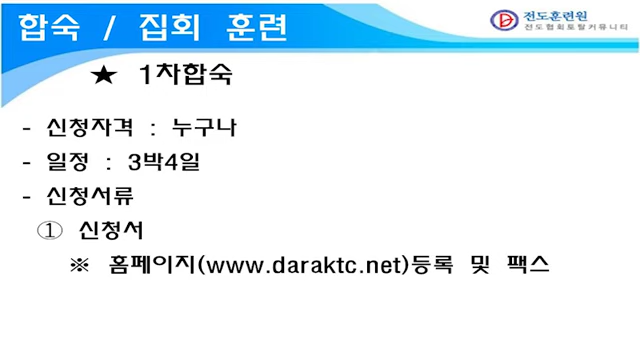 합숙 / 집회 훈련
전도훈련원
전도협회토탈커뮤니티
★ 1차합숙
- 신청자격 : 누구나
- 일정 : 3박4일
- 신청서류
① 신청서
※ 홈페이지(www.daraktc.net)등록 및 팩스